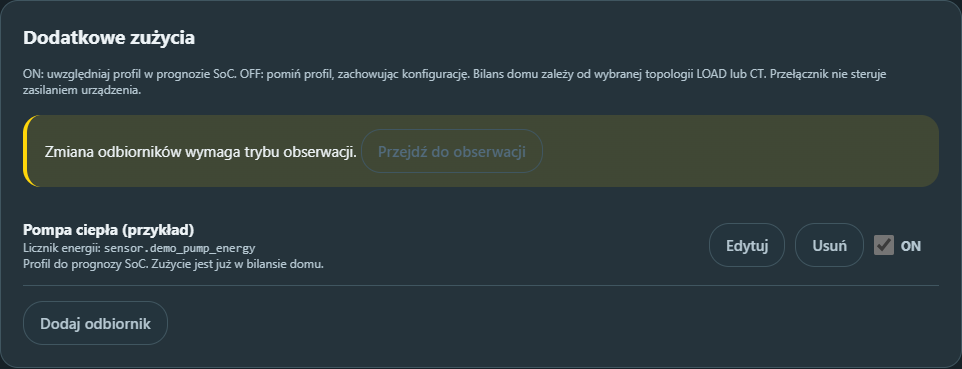 Dodatkowe zużycia
ON: uwzględniaj profil w prognozie SoC. OFF: pomiń profil, zachowując konfigurację. Bilans domu zależy od wybranej topologii LOAD lub CT. Przełącznik nie steruje
zasilaniem urządzenia.
Zmiana odbiorników wymaga trybu obserwacji. Przejdź do obserwacji
Pompa ciepła (przykład)
Licznik energii: sensor.demo_pump_energy
Profil do prognozy SoC. Zużycie jest już w bilansie domu.
Edytuj Usuń ON
Dodaj odbiornik